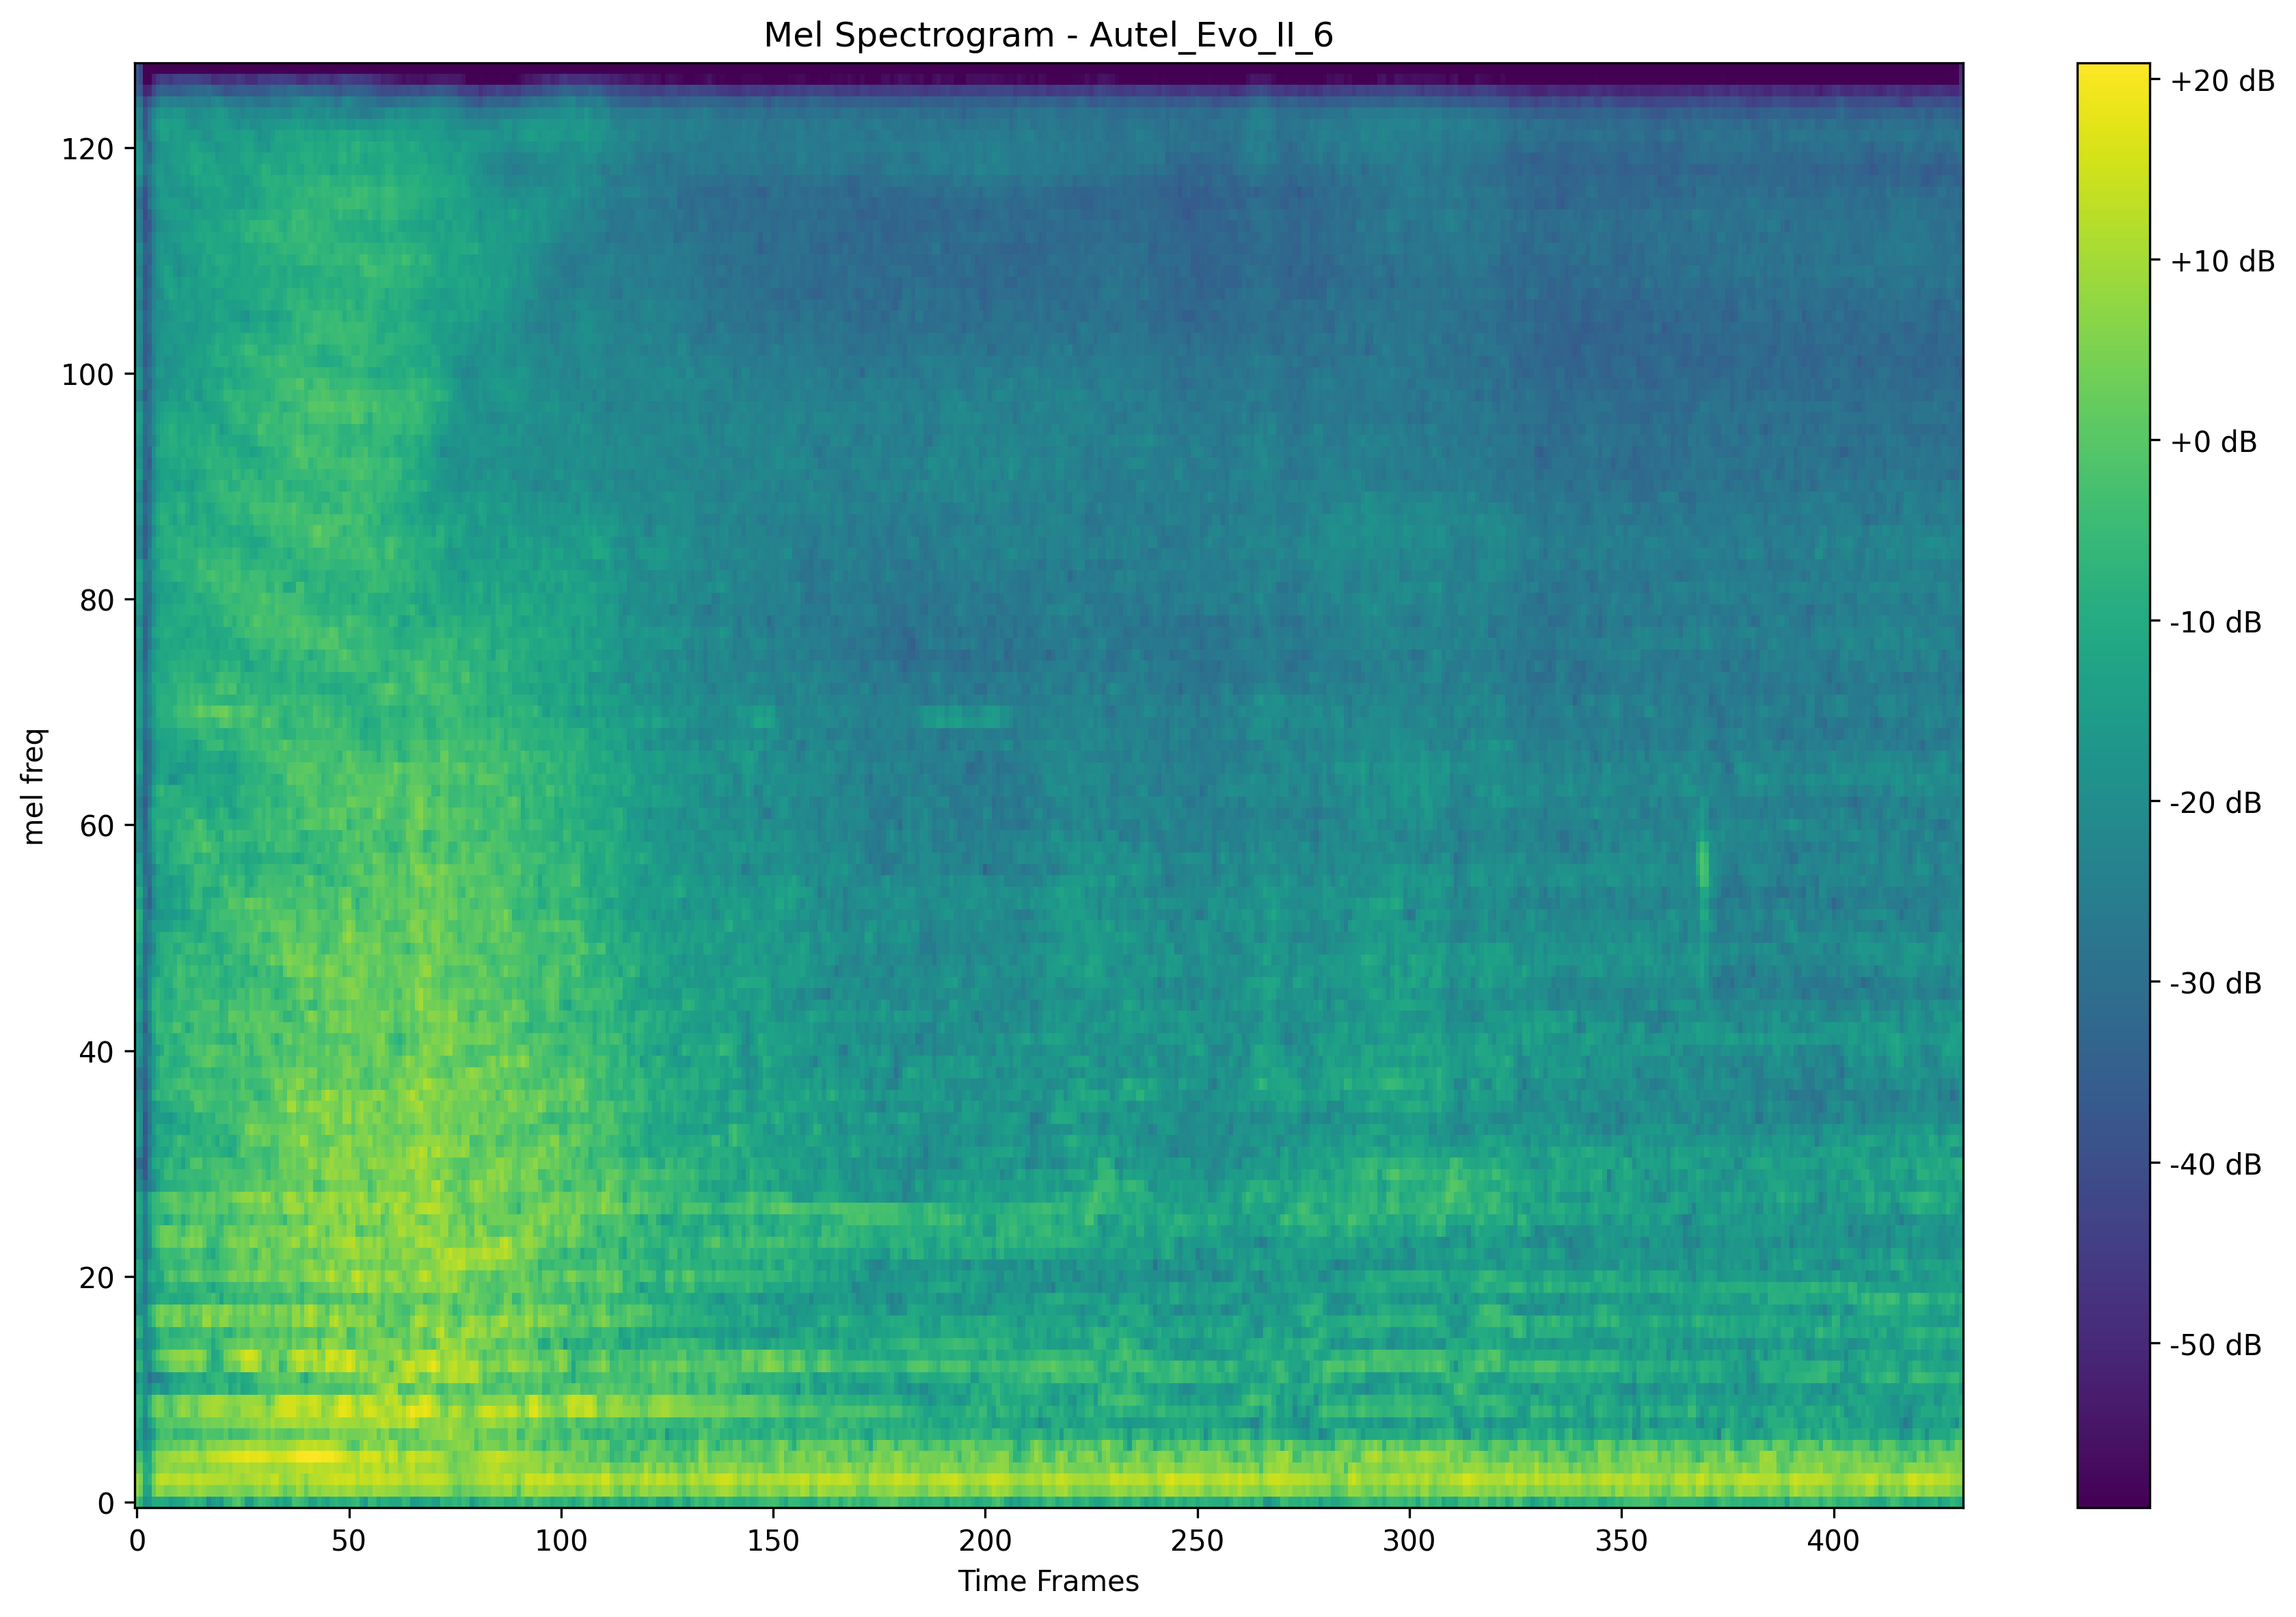 Mel Spectrogram - Autel_Evo_II_6
+20 dB
+10 dB
+0 dB
-10 dB
-20 dB
-30 dB
-40 dB
-50 dB
mel freq
120
100
80
60
40
20
0
0 50 100 150 200 250 300 350 400
Time Frames